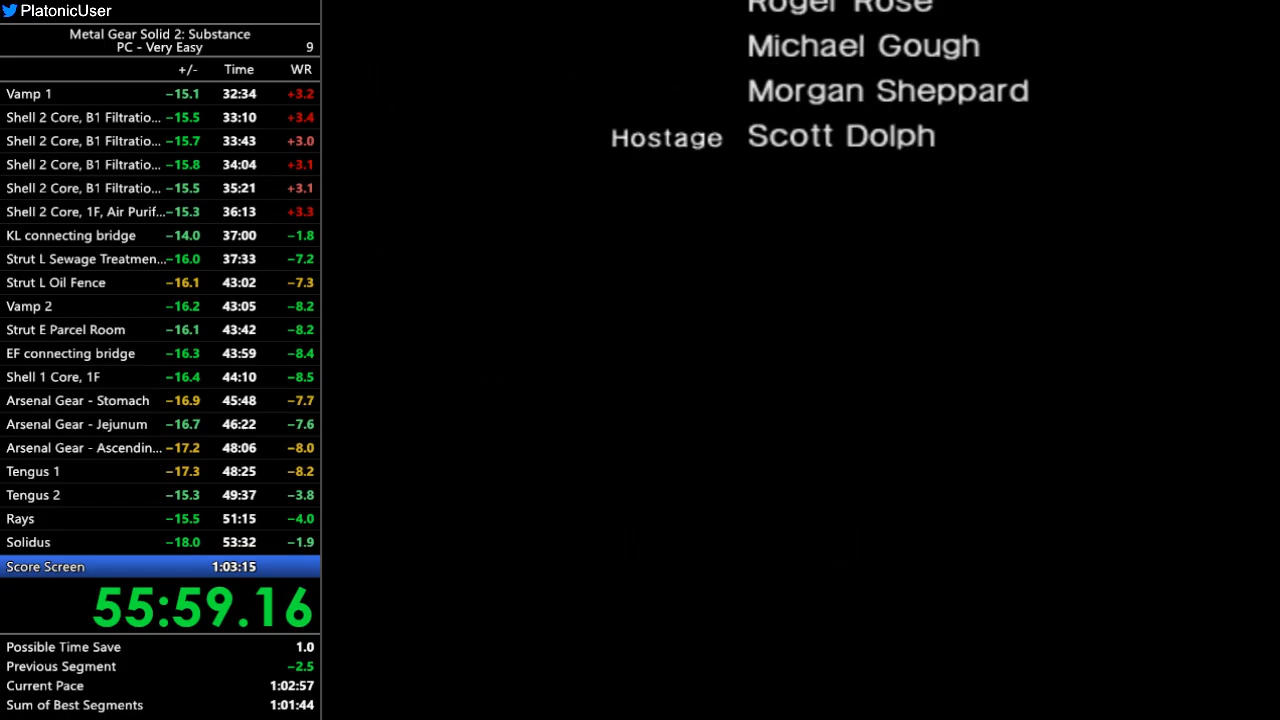 PlatonicUser
Metal Gear Solid 2: Substance
PC - Very Easy 9
+/- Time WR
Vamp 1 −15.1 32:34 +3.2
Shell 2 Core, B1 Filtratio... −15.5 33:10 +3.4
Shell 2 Core, B1 Filtratio... −15.7 33:43 +3.0
Shell 2 Core, B1 Filtratio... −15.8 34:04 +3.1
Shell 2 Core, B1 Filtratio... −15.5 35:21 +3.1
Shell 2 Core, 1F, Air Purif... −15.3 36:13 +3.3
KL connecting bridge −14.0 37:00 −1.8
Strut L Sewage Treatmen... −16.0 37:33 −7.2
Strut L Oil Fence −16.1 43:02 −7.3
Vamp 2 −16.2 43:05 −8.2
Strut E Parcel Room −16.1 43:42 −8.2
EF connecting bridge −16.3 43:59 −8.4
Shell 1 Core, 1F −16.4 44:10 −8.5
Arsenal Gear - Stomach −16.9 45:48 −7.7
Arsenal Gear - Jejunum −16.7 46:22 −7.6
Arsenal Gear - Ascendin... −17.2 48:06 −8.0
Tengus 1 −17.3 48:25 −8.2
Tengus 2 −15.3 49:37 −3.8
Rays −15.5 51:15 −4.0
Solidus −18.0 53:32 −1.9
Score Screen 1:03:15
55:59.16
Possible Time Save 1.0
Previous Segment −2.5
Current Pace 1:02:57
Sum of Best Segments 1:01:44
Roger Rose
Michael Gough
Morgan Sheppard
Hostage Scott Dolph